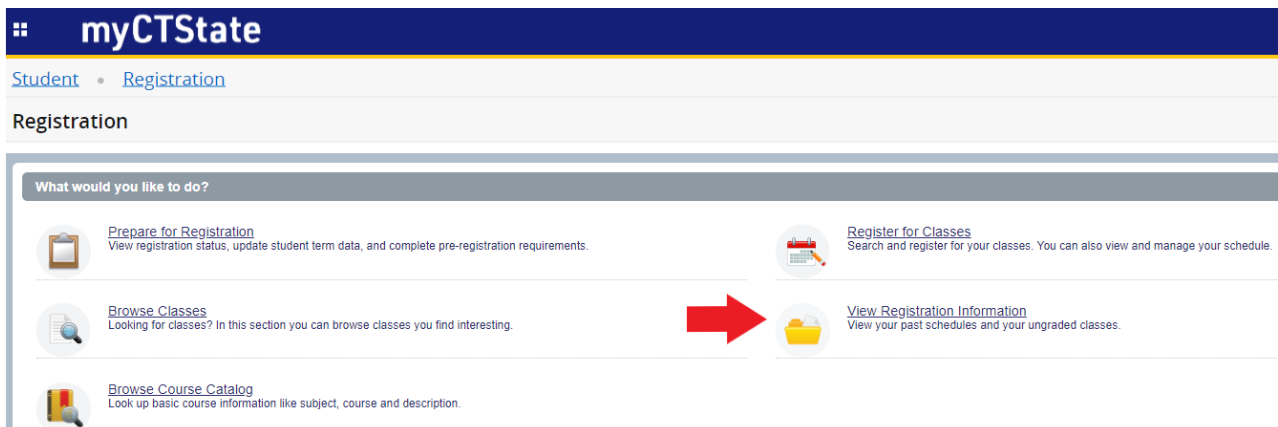 myCTState
Student • Registration
Registration
What would you like to do?
Prepare for Registration
View registration status, update student term data, and complete pre-registration requirements.
Register for Classes
Search and register for your classes. You can also view and manage your schedule.
Browse Classes
Looking for classes? In this section you can browse classes you find interesting.
View Registration Information
View your past schedules and your ungraded classes.
Browse Course Catalog
Look up basic course information like subject, course and description.